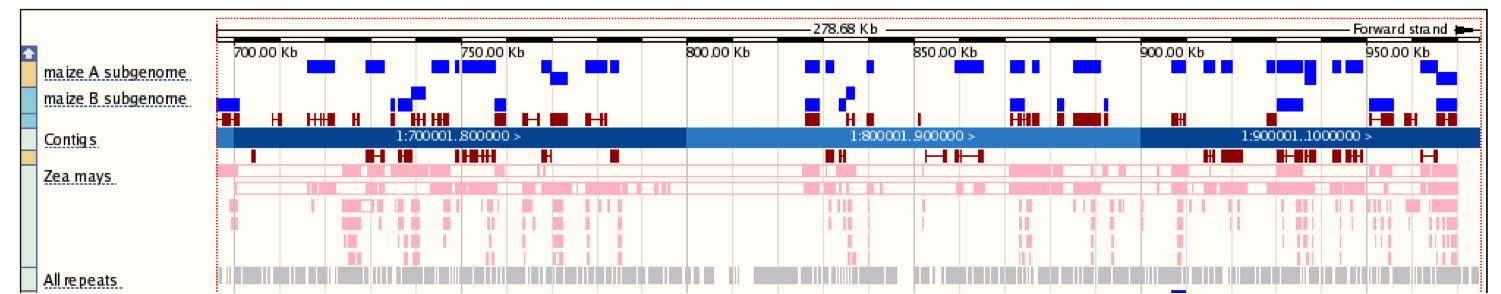 278.68 Kb Forward strand
700.00 Kb 750.00 Kb 800.00 Kb 850.00 Kb 900.00 Kb 950.00 Kb
maize A subgenome
maize B subgenome
Contigs 1:700001..800000 > 1:800001..900000 > 1:900001..1000000 >
Zea mays
All repeats